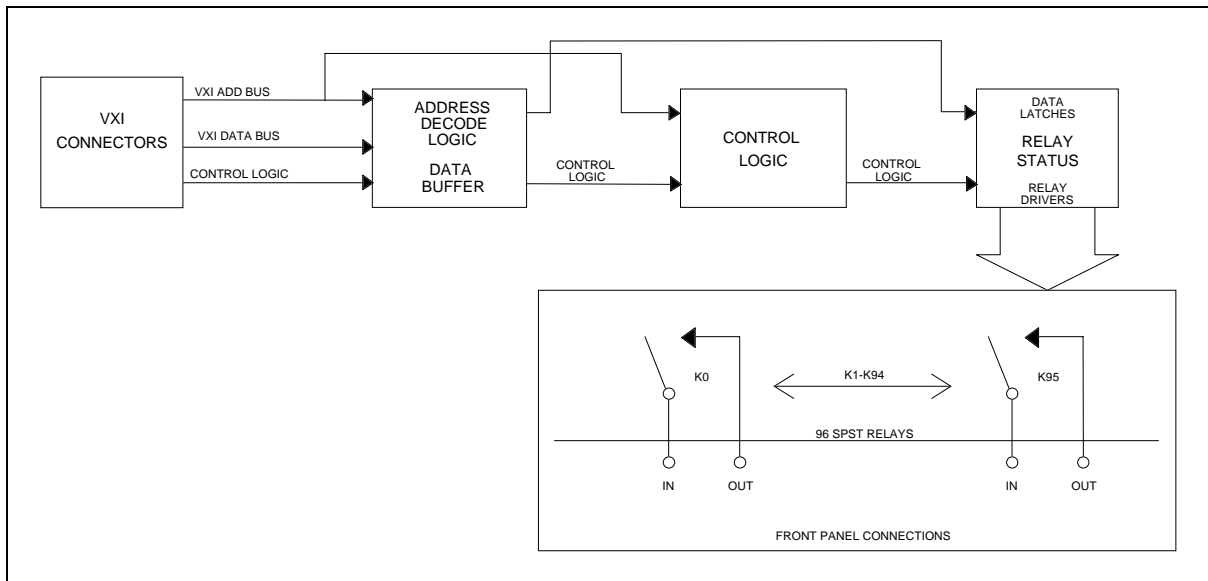 VXI
CONNECTORS
VXI ADD BUS
VXI DATA BUS
CONTROL LOGIC
ADDRESS
DECODE
LOGIC
DATA
BUFFER
CONTROL
LOGIC
CONTROL
LOGIC
CONTROL
LOGIC
DATA
LATCHES
RELAY
STATUS
RELAY
DRIVERS
K0
K1-K94
K95
96 SPST RELAYS
IN
OUT
IN
OUT
FRONT PANEL CONNECTIONS